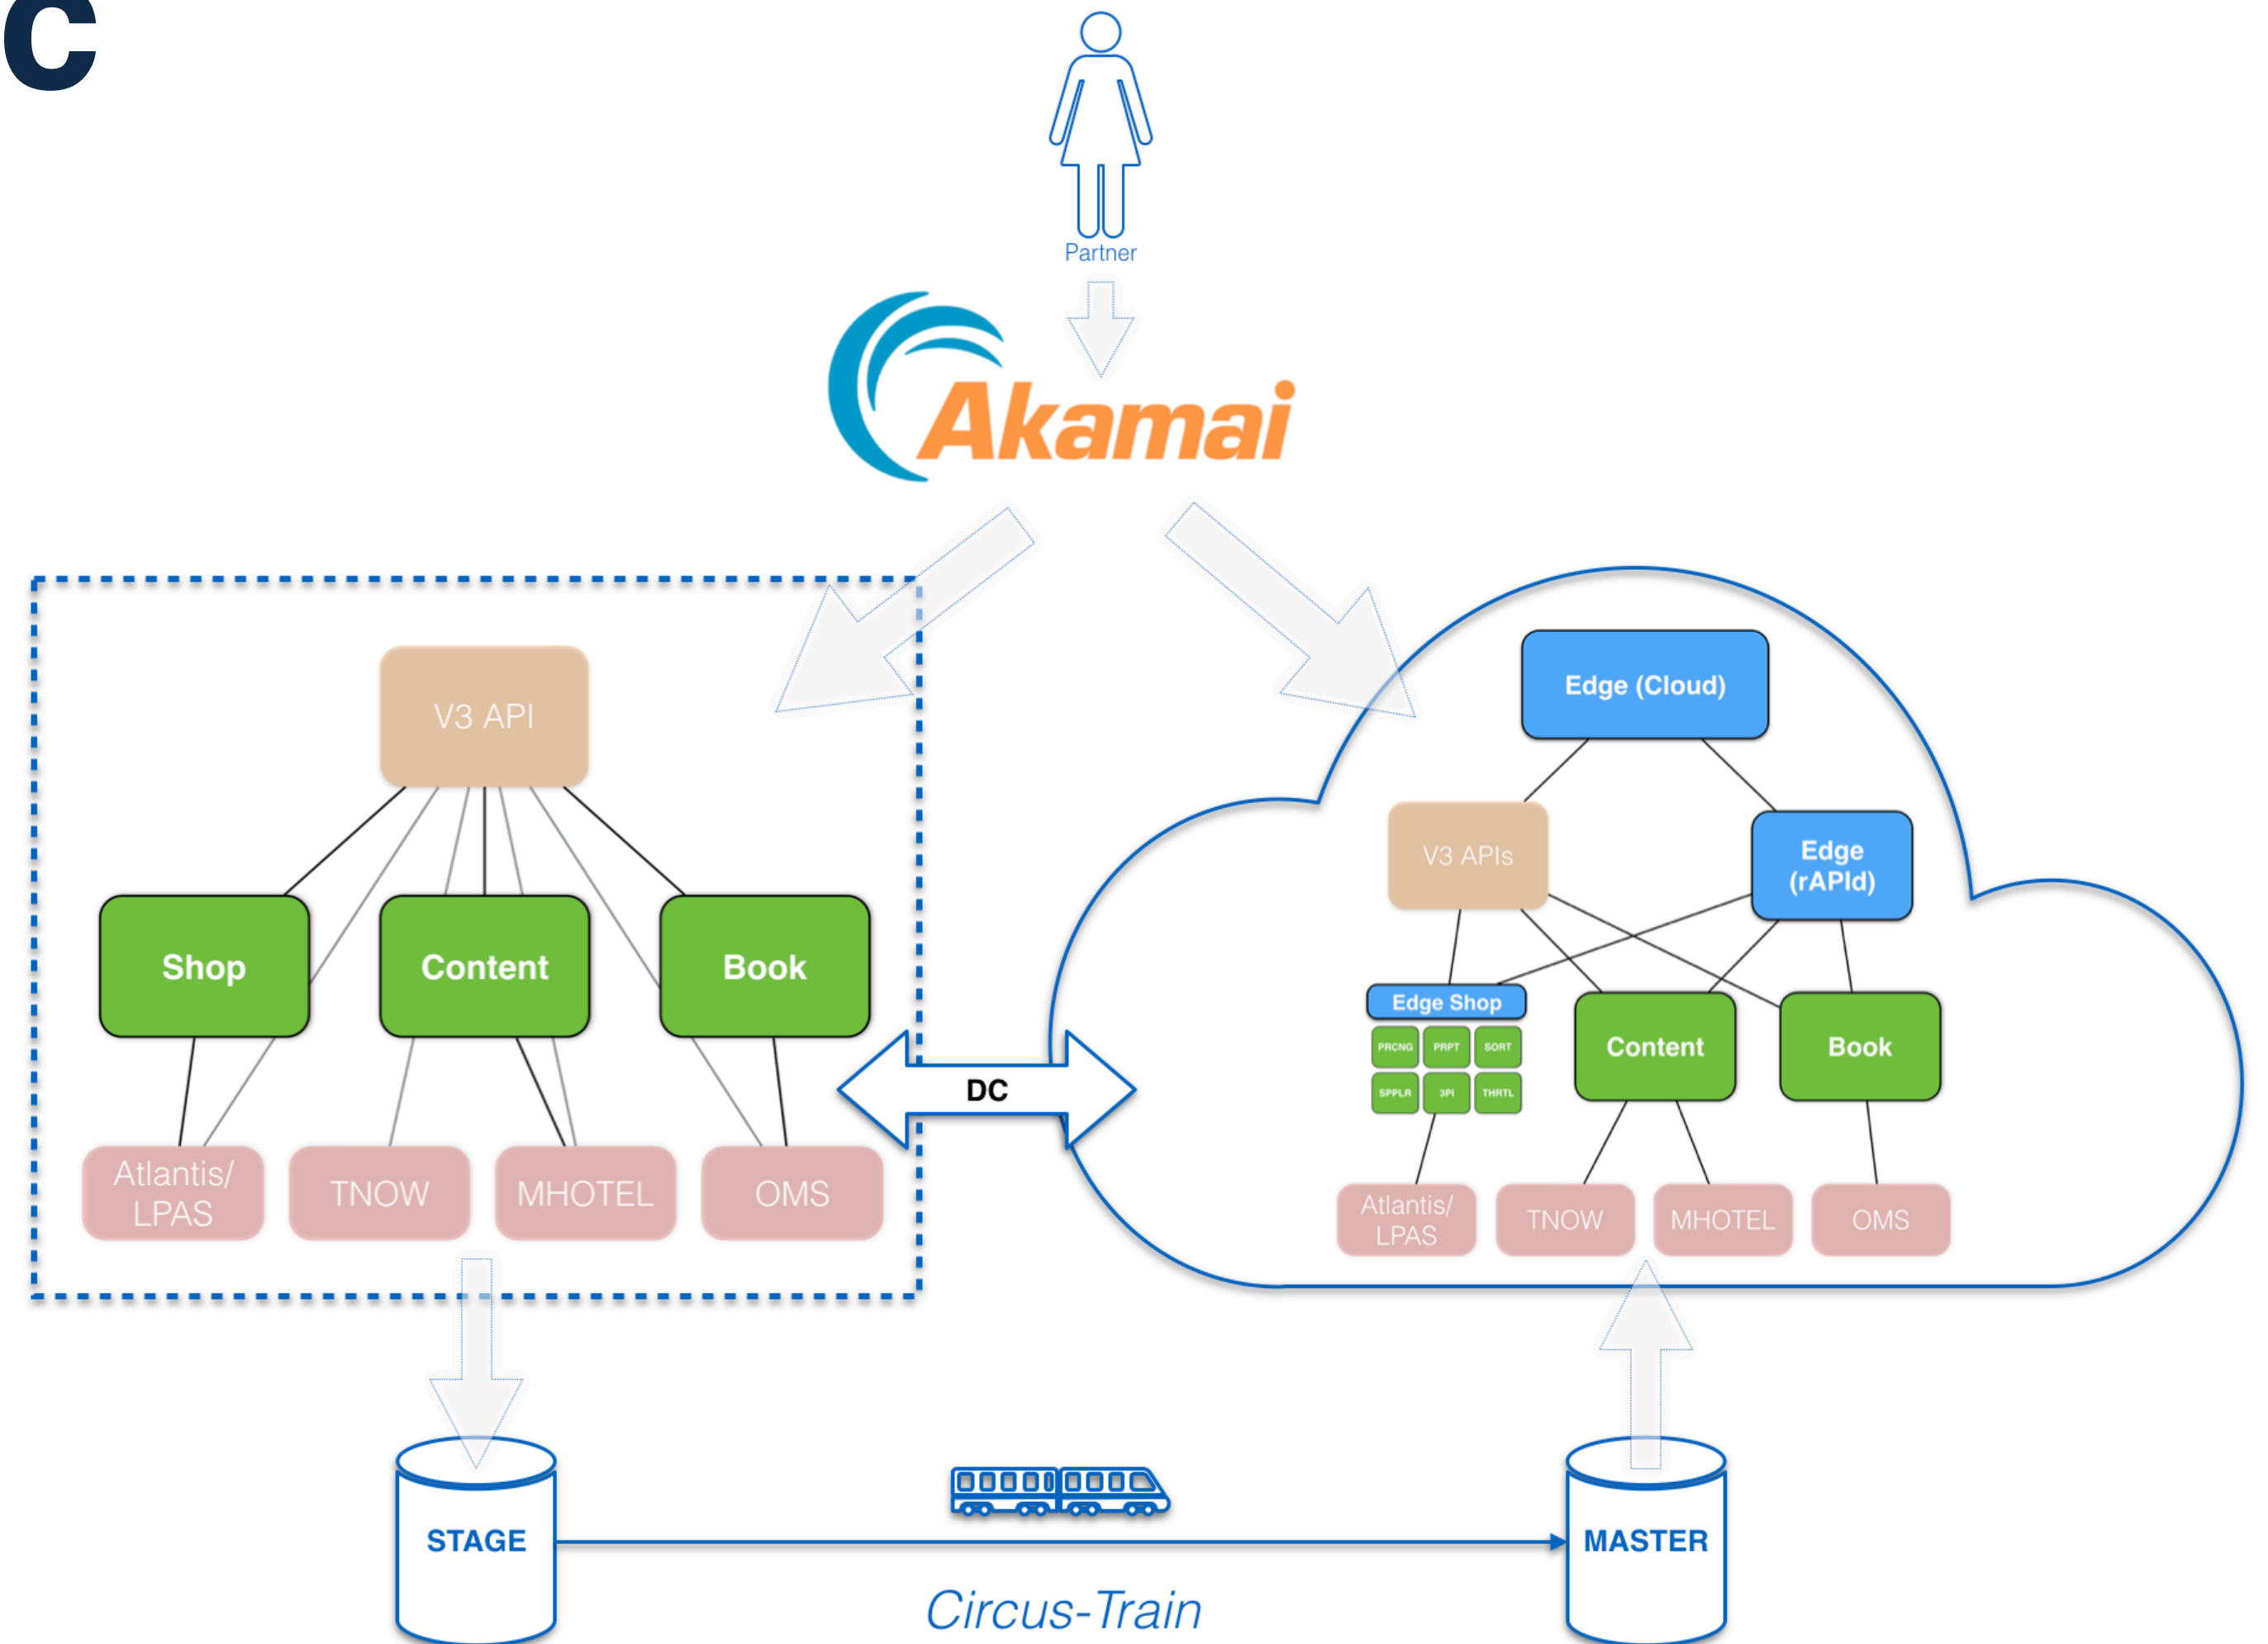 c
Partner
Akamai
V3 API
Shop
Content
Book
Atlantis/
LPAS
TNOW
MHOTEL
OMS
DC
Edge (Cloud)
V3 APIs
Edge
(rAPId)
Edge Shop
PRCNG
PRPT
SORT
SPPLR
3PI
THRTL
Content
Book
Atlantis/
LPAS
TNOW
MHOTEL
OMS
STAGE
MASTER
Circus-Train